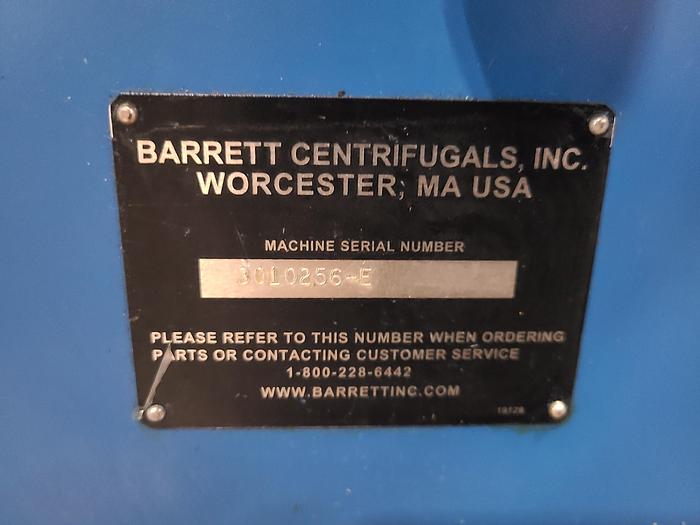 BARRETT CENTRIFUGALS, INC.
WORCESTER, MA USA
MACHINE SERIAL NUMBER
3010256-E
PLEASE REFER TO THIS NUMBER WHEN ORDERING
PARTS OR CONTACTING CUSTOMER SERVICE
1-800-228-6442
WWW.BARRETTINC.COM